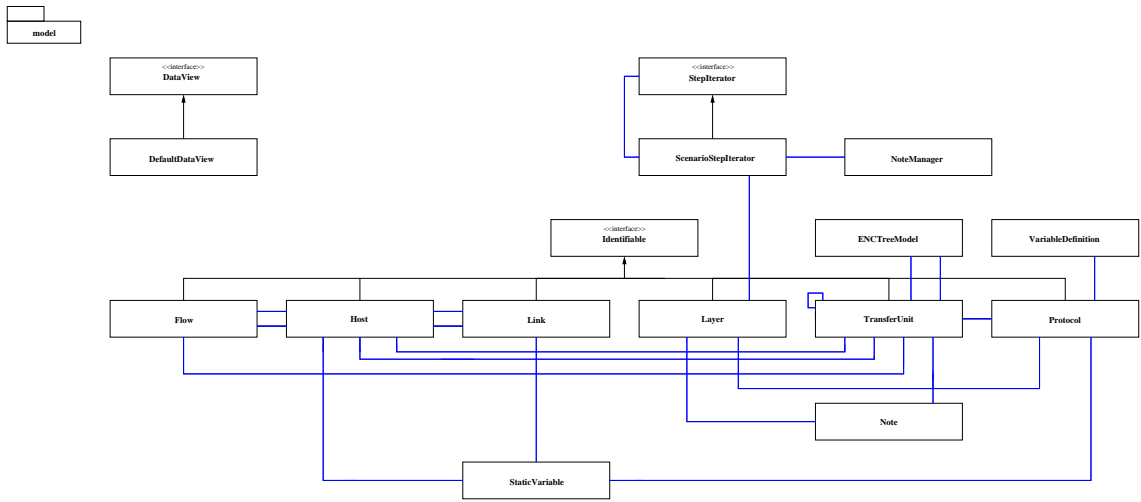 model
<<interface>>
DataView
<<interface>>
StepIterator
DefaultDataView
ScenarioStepIterator
NoteManager
<<interface>>
Identifiable
ENCTreeModel
VariableDefinition
Flow
Host
Link
Layer
TransferUnit
Protocol
Note
StaticVariable